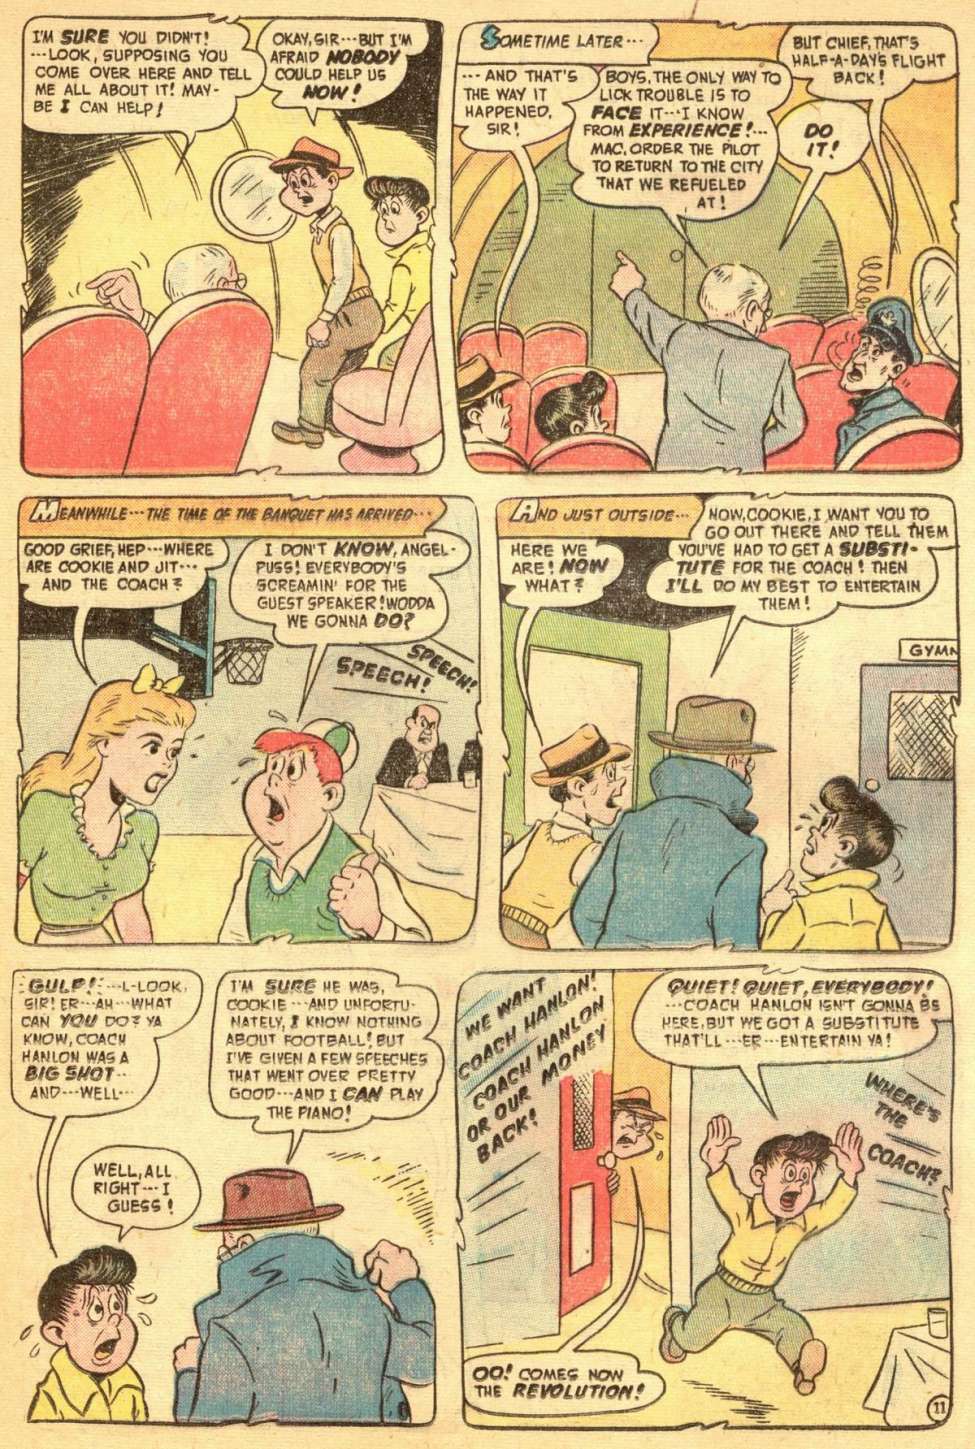 I'M SURE YOU DIDN'T!
---LOOK, SUPPOSING YOU
COME OVER HERE AND TELL
ME ALL ABOUT IT! MAY-
BE I CAN HELP!
OKAY, SIR---BUT I'M
AFRAID NOBODY
COULD HELP US
NOW!
SOMETIME LATER---
---AND THAT'S
THE WAY IT
HAPPENED,
SIR!
BOYS, THE ONLY WAY TO
LICK TROUBLE IS TO
FACE IT---I KNOW
FROM EXPERIENCE!---
MAC, ORDER THE PILOT
TO RETURN TO THE CITY
THAT WE REFUELED
AT!
BUT CHIEF, THAT'S
HALF-A-DAY'S FLIGHT
BACK!
DO
IT!
MEANWHILE---THE TIME OF THE BANQUET HAS ARRIVED---
GOOD GRIEF, HEP---WHERE
ARE COOKIE AND JIT---
AND THE COACH?
I DON'T KNOW, ANGEL-
PUSS! EVERYBODY'S
SCREAMIN' FOR THE
GUEST SPEAKER! WODDA
WE GONNA DO?
SPEECH!
SPEECH!
AND JUST OUTSIDE---
HERE WE
ARE! NOW
WHAT?
NOW, COOKIE, I WANT YOU TO
GO OUT THERE AND TELL THEM
YOU'VE HAD TO GET A SUBSTI-
TUTE FOR THE COACH! THEN
I'LL DO MY BEST TO ENTERTAIN
THEM!
GYMN
GULP!---L-LOOK,
SIR! ER---AH---WHAT
CAN YOU DO? YA
KNOW, COACH
HANLON WAS A
BIG SHOT--
AND---WELL---
I'M SURE HE WAS,
COOKIE---AND UNFORTU-
NATELY, I KNOW NOTHING
ABOUT FOOTBALL! BUT
I'VE GIVEN A FEW SPEECHES
THAT WENT OVER PRETTY
GOOD---AND I CAN PLAY
THE PIANO!
WELL, ALL
RIGHT---I
GUESS!
WE WANT
COACH HANLON!
COACH HANLON
OR OUR MONEY
BACK!
QUIET! QUIET, EVERYBODY!
---COACH HANLON ISN'T GONNA BE
HERE, BUT WE GOT A SUBSTITUTE
THAT'LL---ER---ENTERTAIN YA!
WHERE'S
THE
COACH?
OO! COMES NOW
THE REVOLUTION!
11